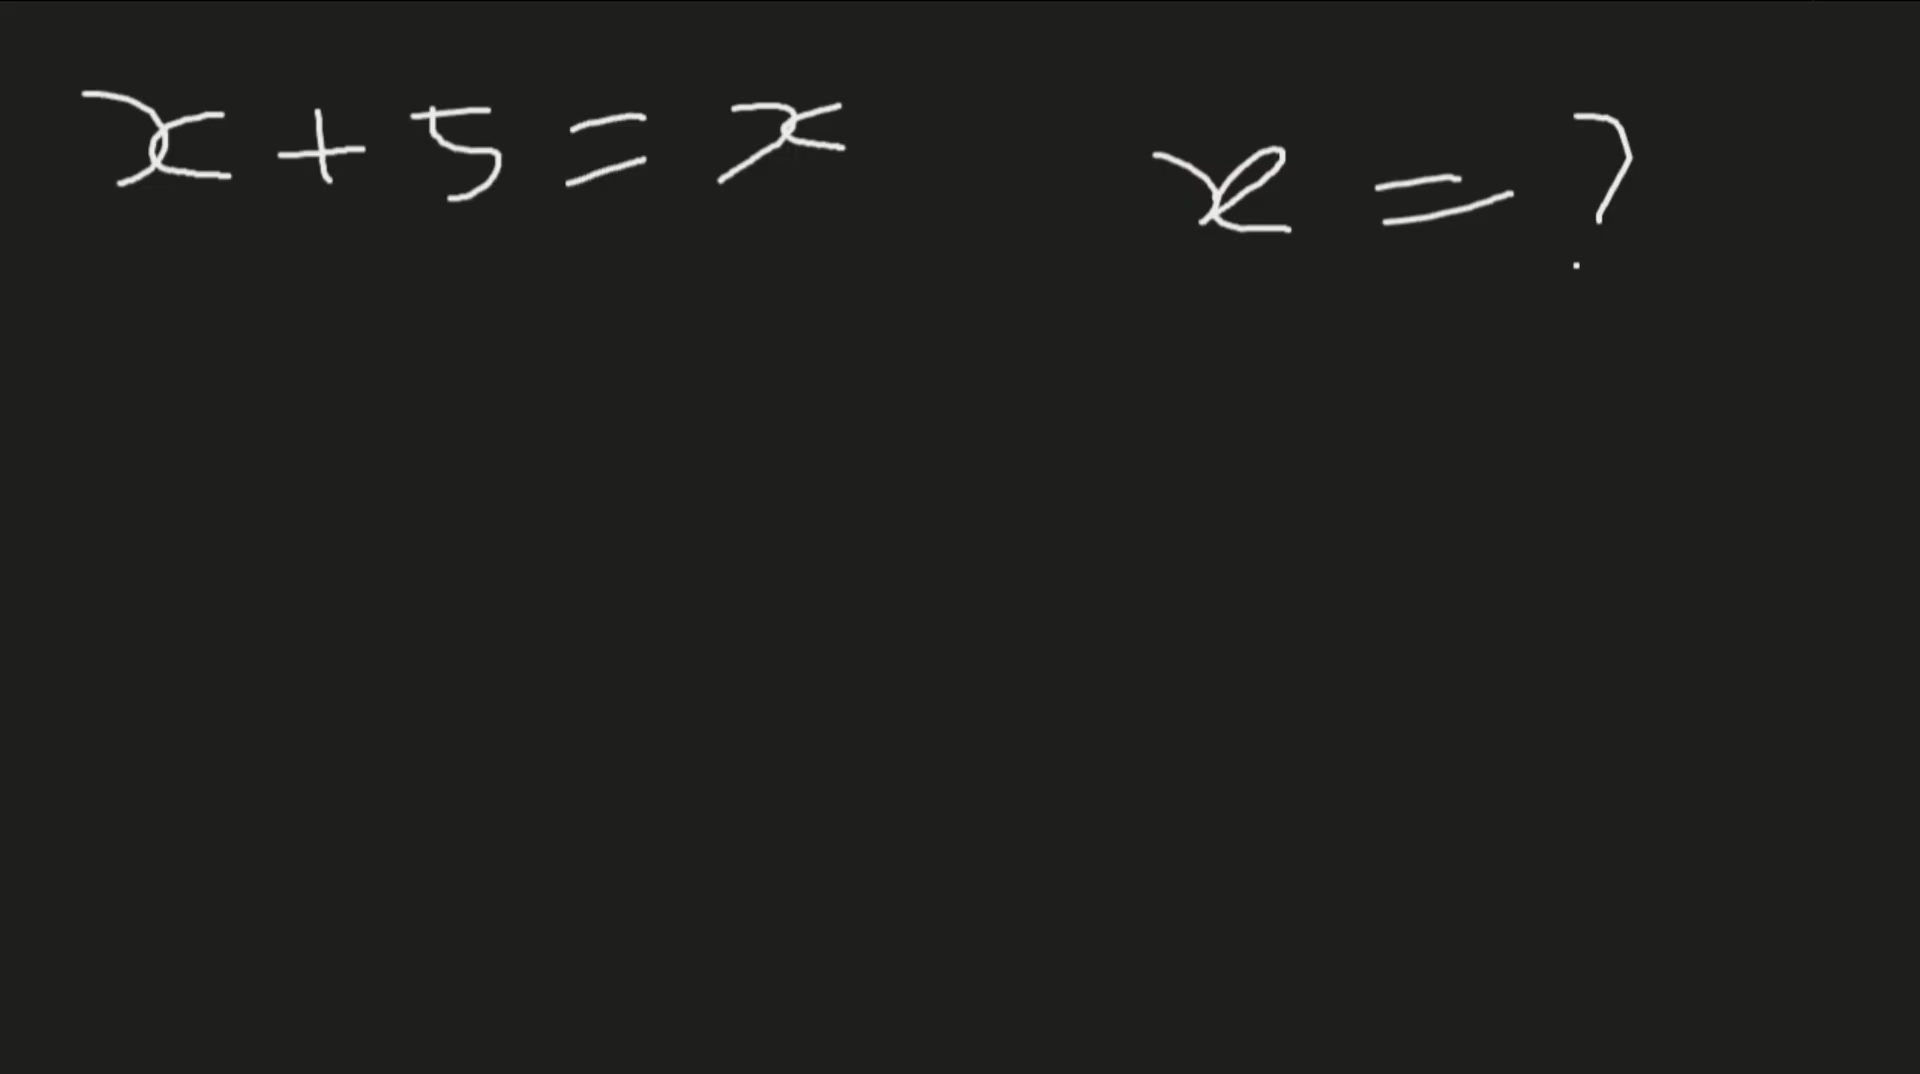 x + 5 = x
x = ?